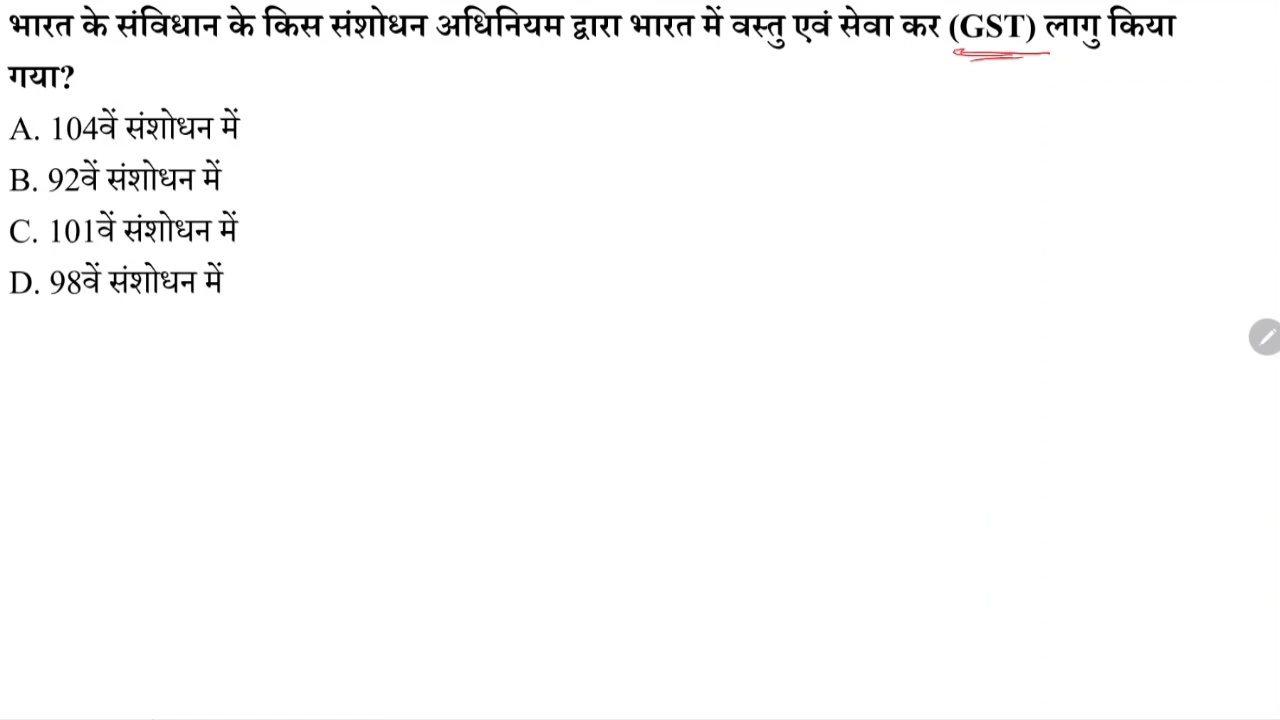 भारत के संविधान के किस संशोधन अधिनियम द्वारा भारत में वस्तु एवं सेवा कर (GST) लागु किया
गया?
A. 104वें संशोधन में
B. 92वें संशोधन में
C. 101वें संशोधन में
D. 98वें संशोधन में